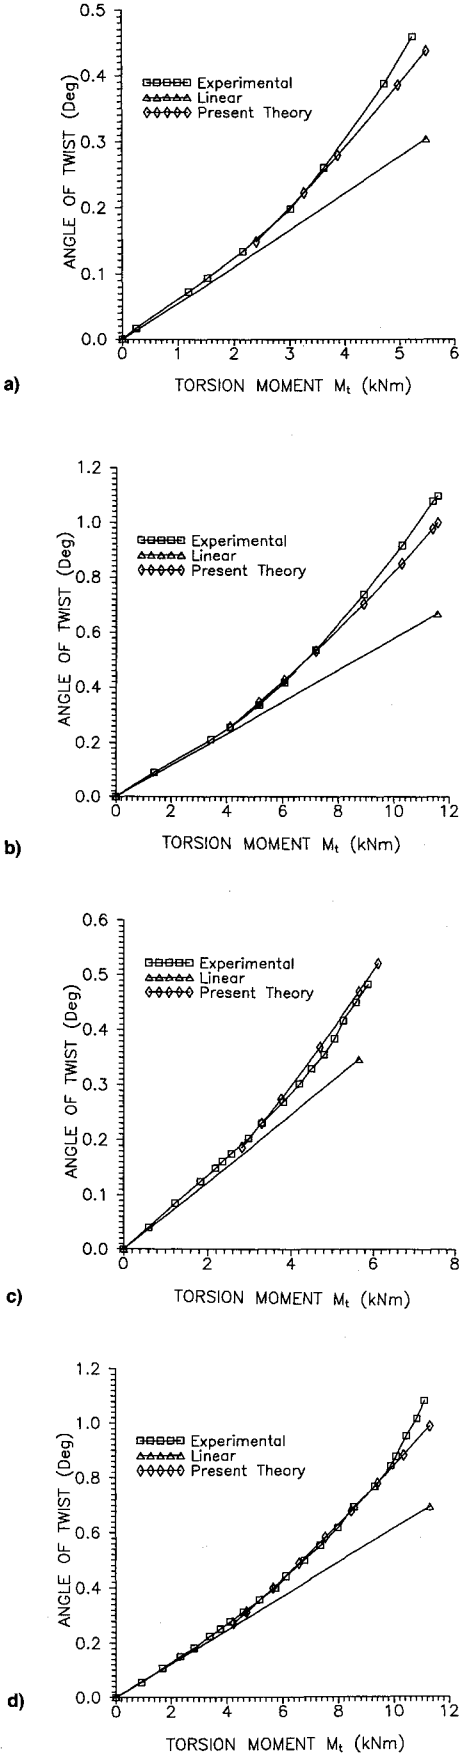 0.5
0.4
0.3
0.2
0.1
0.0
ANGLE OF TWIST (Deg)
Experimental
Linear
Present Theory
0 1 2 3 4 5 6
a) TORSION MOMENT Mt (kNm)
1.2
1.0
0.8
0.6
0.4
0.2
0.0
ANGLE OF TWIST (Deg)
Experimental
Linear
Present Theory
0 2 4 6 8 10 12
b) TORSION MOMENT Mt (kNm)
0.6
0.5
0.4
0.3
0.2
0.1
0.0
ANGLE OF TWIST (Deg)
Experimental
Linear
Present Theory
0 2 4 6 8
c) TORSION MOMENT Mt (kNm)
1.2
1.0
0.8
0.6
0.4
0.2
0.0
ANGLE OF TWIST (Deg)
Experimental
Linear
Present Theory
0 2 4 6 8 10 12
d) TORSION MOMENT Mt (kNm)